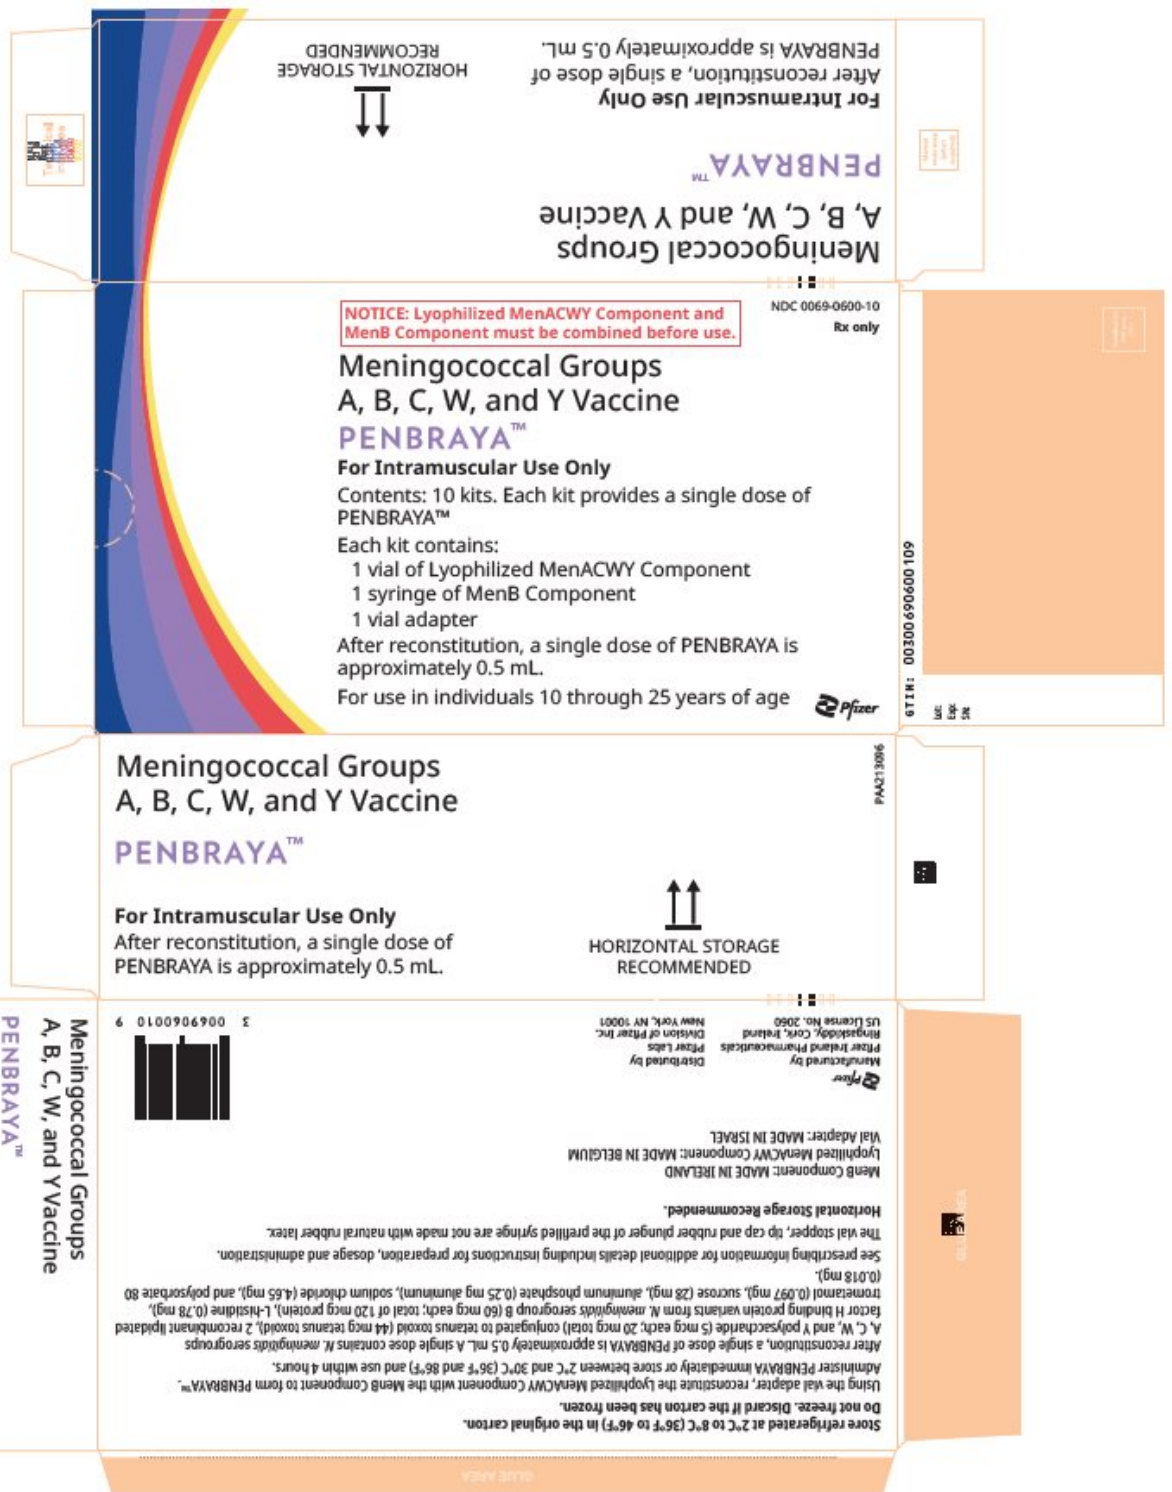 HORIZONTAL STORAGE
RECOMMENDED
Meningococcal Groups
A, B, C, W, and Y Vaccine
PENBRAYA™
For Intramuscular Use Only
After reconstitution, a single dose of
PENBRAYA is approximately 0.5 mL.
NOTICE: Lyophilized MenACWY Component and
MenB Component must be combined before use.
NDC 0069-0600-10
Rx only
Meningococcal Groups
A, B, C, W, and Y Vaccine
PENBRAYA™
For Intramuscular Use Only
Contents: 10 kits. Each kit provides a single dose of
PENBRAYA™
Each kit contains:
1 vial of Lyophilized MenACWY Component
1 syringe of MenB Component
1 vial adapter
After reconstitution, a single dose of PENBRAYA is
approximately 0.5 mL.
For use in individuals 10 through 25 years of age
Pfizer
GTIN: 00300690600109
Lot:
Exp:
SN:
Meningococcal Groups
A, B, C, W, and Y Vaccine
PENBRAYA™
For Intramuscular Use Only
After reconstitution, a single dose of
PENBRAYA is approximately 0.5 mL.
HORIZONTAL STORAGE
RECOMMENDED
PAA213096
Meningococcal Groups
A, B, C, W, and Y Vaccine
PENBRAYA™
Store refrigerated at 2°C to 8°C (36°F to 46°F) in the original carton.
Do not freeze. Discard if the carton has been frozen.
Using the vial adapter, reconstitute the Lyophilized MenACWY Component with the MenB Component to form PENBRAYA™.
Administer PENBRAYA immediately or store between 2°C and 30°C (36°F and 86°F) and use within 4 hours.
After reconstitution, a single dose of PENBRAYA is approximately 0.5 mL. A single dose contains N. meningitidis serogroups
A, C, W, and Y polysaccharide (5 mcg each; 20 mcg total) conjugated to tetanus toxoid (44 mcg tetanus toxoid), 2 recombinant lipidated
factor H binding protein variants from N. meningitidis serogroup B (60 mcg each; total of 120 mcg protein), L-histidine (0.78 mg),
trometamol (0.097 mg), sucrose (28 mg), aluminum phosphate (0.25 mg aluminum), sodium chloride (4.65 mg), and polysorbate 80
(0.018 mg).
See prescribing information for additional details including instructions for preparation, dosage and administration.
The vial stopper, tip cap and rubber plunger of the prefilled syringe are not made with natural rubber latex.
Horizontal Storage Recommended.
MenB Component: MADE IN IRELAND
Lyophilized MenACWY Component: MADE IN BELGIUM
Vial Adapter: MADE IN ISRAEL
Pfizer
Manufactured by
Pfizer Ireland Pharmaceuticals
Ringaskiddy, Cork, Ireland
US License No. 2060
Distributed by
Pfizer Labs
Division of Pfizer Inc.
New York, NY 10001
3 0069060010 9
GLUE AREA
GLUE AREA